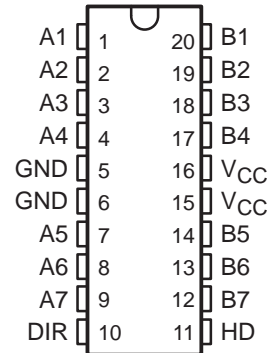 A1 1 20 B1
A2 2 19 B2
A3 3 18 B3
A4 4 17 B4
GND 5 16 VCC
GND 6 15 VCC
A5 7 14 B5
A6 8 13 B6
A7 9 12 B7
DIR 10 11 HD